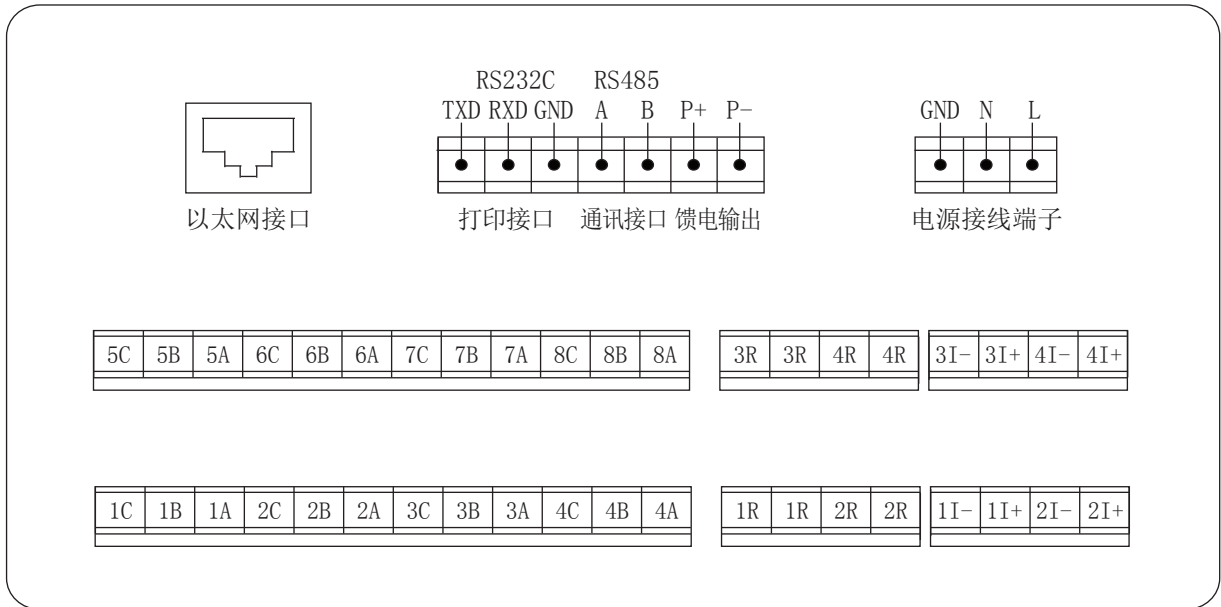 RS232C RS485
TXD RXD GND A B P+ P- GND N L
以太网接口 打印接口 通讯接口 馈电输出 电源接线端子
5C 5B 5A 6C 6B 6A 7C 7B 7A 8C 8B 8A 3R 3R 4R 4R 3I- 3I+ 4I- 4I+
1C 1B 1A 2C 2B 2A 3C 3B 3A 4C 4B 4A 1R 1R 2R 2R 1I- 1I+ 2I- 2I+